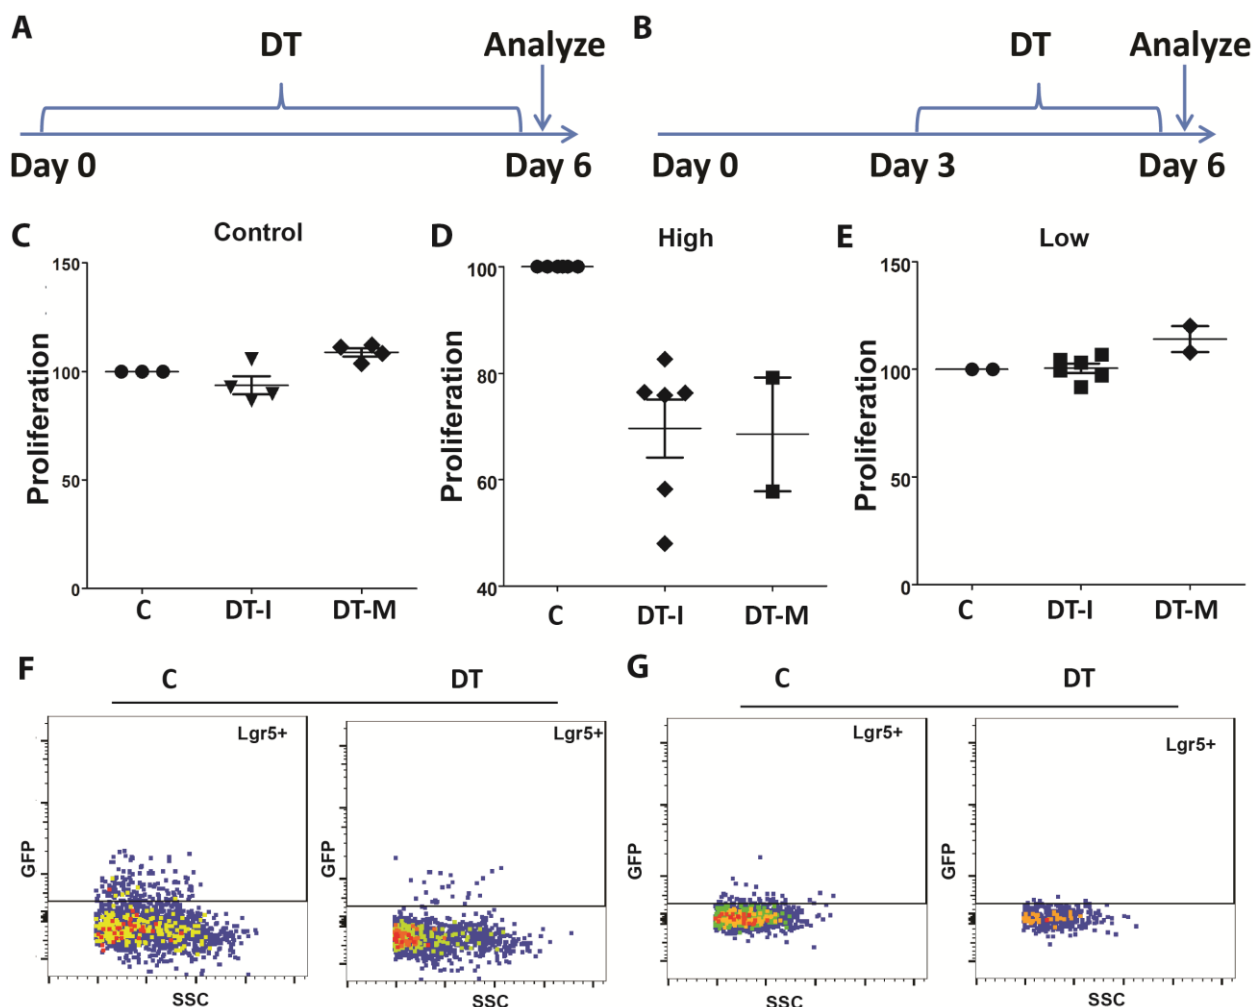 A
DT
Analyze
Day 0
Day 6
B
DT
Analyze
Day 0
Day 3
Day 6
C
Control
Proliferation
150
100
50
0
C
DT-I
DT-M
D
High
Proliferation
100
80
60
40
C
DT-I
DT-M
E
Low
Proliferation
150
100
50
0
C
DT-I
DT-M
F
C
DT
Lgr5+
GFP
SSC
Lgr5+
GFP
SSC
G
C
DT
Lgr5+
GFP
SSC
Lgr5+
GFP
SSC